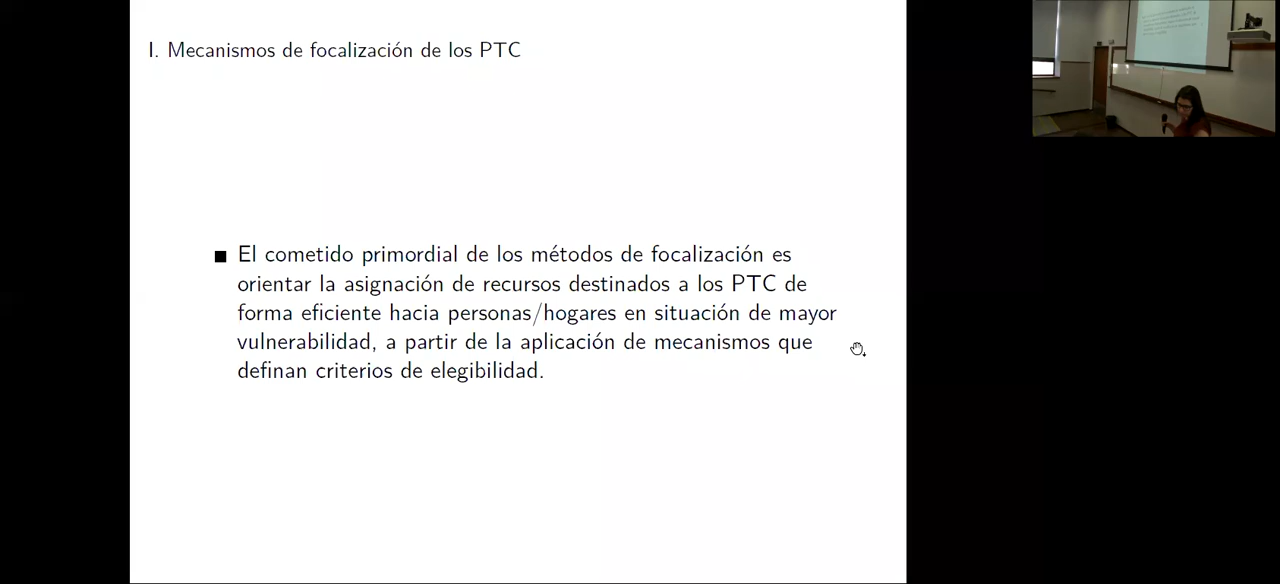 I. Mecanismos de focalización de los PTC
■ El cometido primordial de los métodos de focalización es
orientar la asignación de recursos destinados a los PTC de
forma eficiente hacia personas/hogares en situación de mayor
vulnerabilidad, a partir de la aplicación de mecanismos que
definan criterios de elegibilidad.